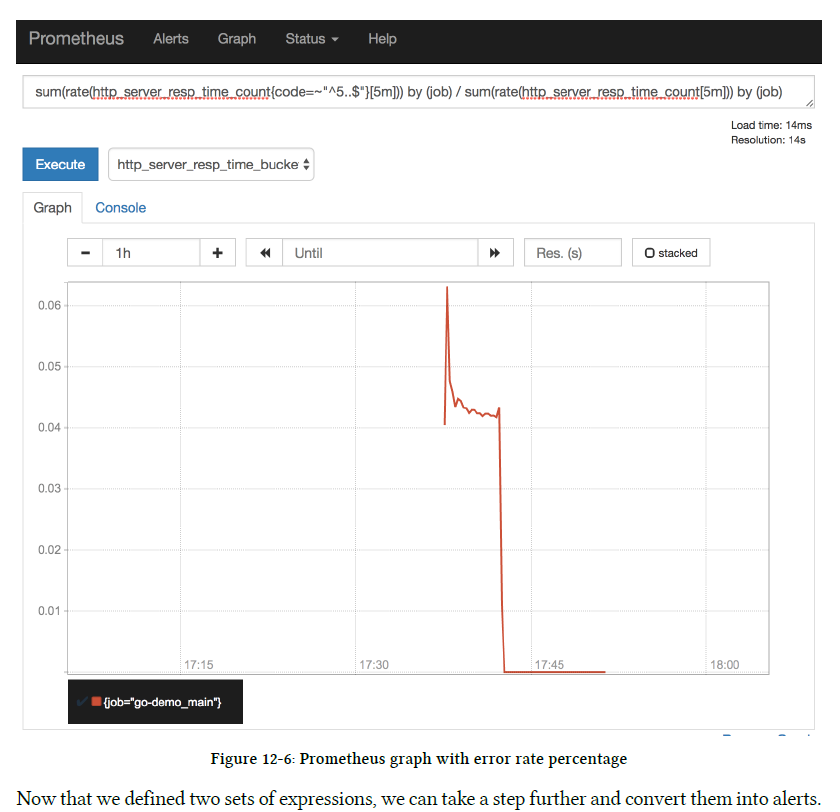 Prometheus Alerts Graph Status Help
sum(rate(http_server_resp_time_count{code=~"^5..$"}[5m])) by (job) / sum(rate(http_server_resp_time_count[5m])) by (job)
Load time: 14ms
Resolution: 14s
Execute http_server_resp_time_bucke
Graph Console
1h Until Res. (s) stacked
0.06
0.05
0.04
0.03
0.02
0.01
17:15 17:30 17:45 18:00
{job="go-demo_main"}
Figure 12-6: Prometheus graph with error rate percentage
Now that we defined two sets of expressions, we can take a step further and convert them into alerts.